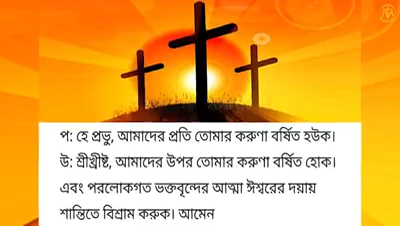 প: হে প্রভু, আমাদের প্রতি তোমার করুণা বর্ষিত হউক।
উ: শ্রীখ্রীষ্ট, আমাদের উপর তোমার করুণা বর্ষিত হোক।
এবং পরলোকগত ভক্তবৃন্দের আত্মা ঈশ্বরের দয়ায়
শান্তিতে বিশ্রাম করুক। আমেন